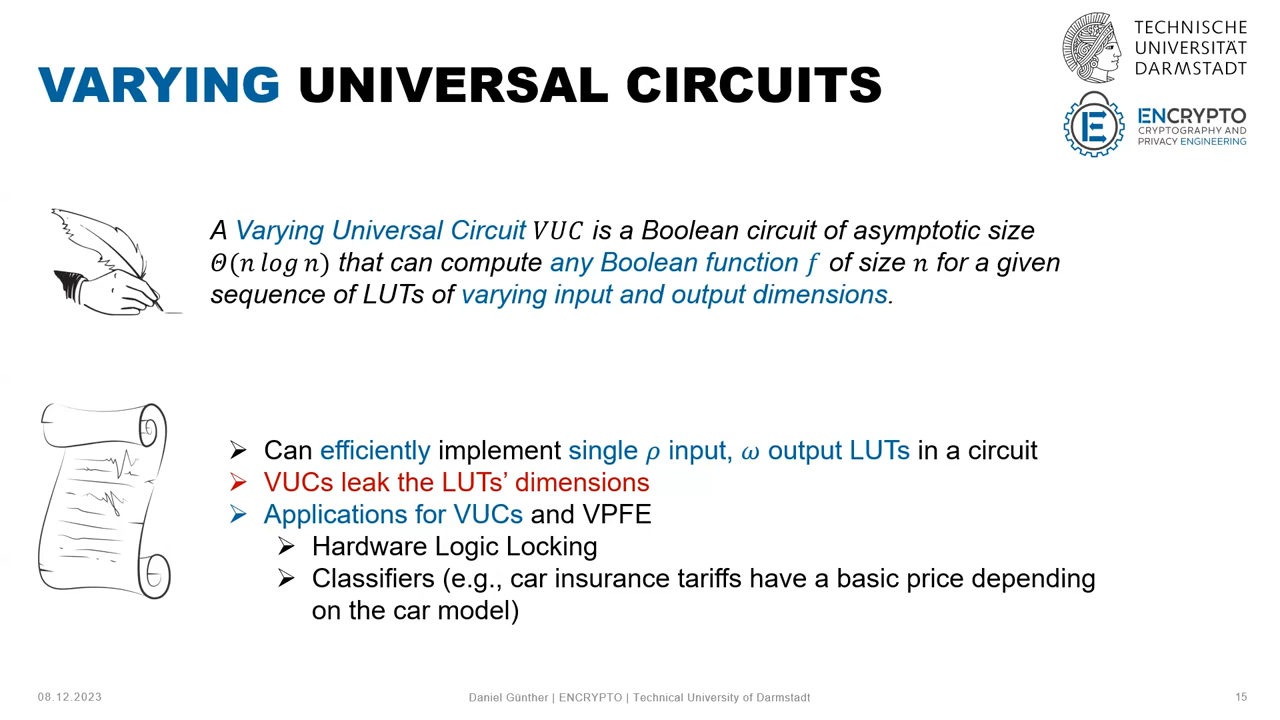 TECHNISCHE
UNIVERSITÄT
DARMSTADT
VARYING UNIVERSAL CIRCUITS
ENCRYPTO
CRYPTOGRAPHY AND
PRIVACY ENGINEERING
A Varying Universal Circuit VUC is a Boolean circuit of asymptotic size
Θ(n log n) that can compute any Boolean function f of size n for a given
sequence of LUTs of varying input and output dimensions.
➢ Can efficiently implement single ρ input, ω output LUTs in a circuit
➢ VUCs leak the LUTs’ dimensions
➢ Applications for VUCs and VPFE
➢ Hardware Logic Locking
➢ Classifiers (e.g., car insurance tariffs have a basic price depending
on the car model)
08.12.2023
Daniel Günther | ENCRYPTO | Technical University of Darmstadt
15